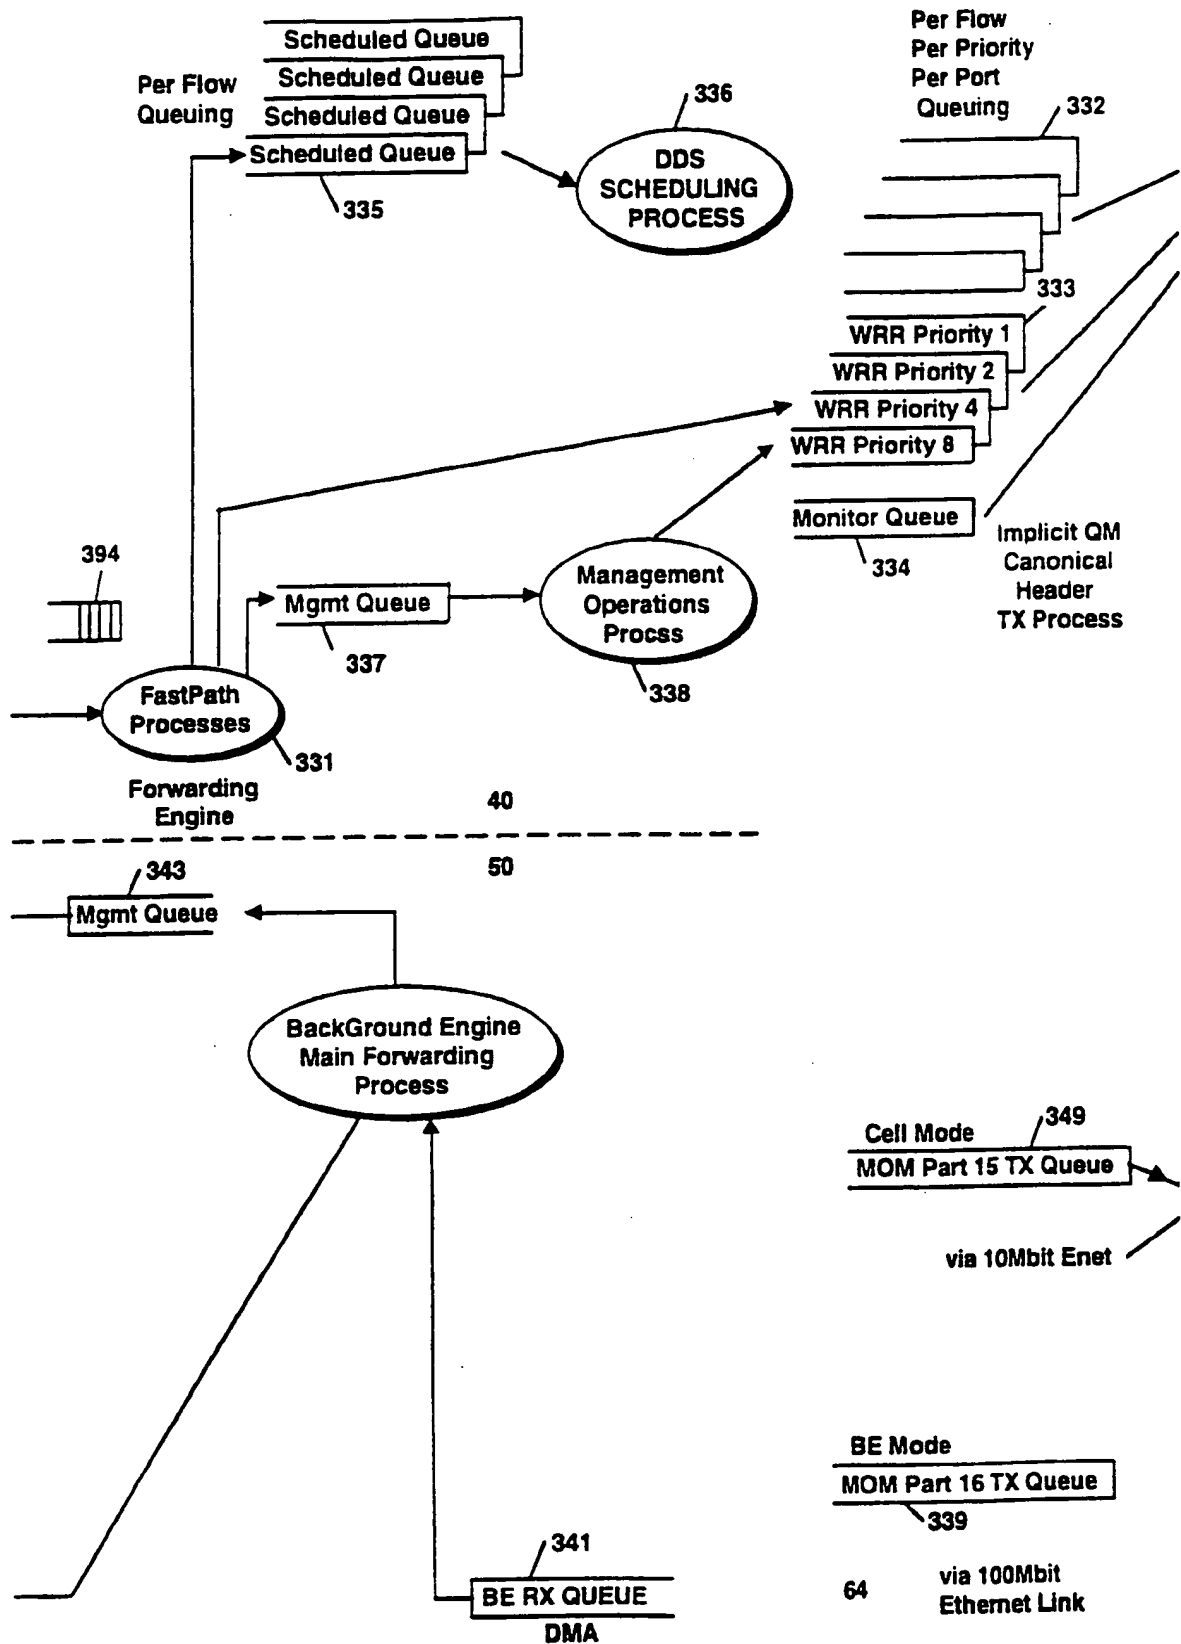 Per Flow
Queuing
Scheduled Queue
Scheduled Queue
Scheduled Queue
Scheduled Queue
335
336
DDS
SCHEDULING
PROCESS
Per Flow
Per Priority
Per Port
Queuing
332
333
WRR Priority 1
WRR Priority 2
WRR Priority 4
WRR Priority 8
Monitor Queue
334
Implicit QM
Canonical
Header
TX Process
394
Mgmt Queue
337
Management
Operations
Procss
338
FastPath
Processes
331
Forwarding
Engine
40
50
343
Mgmt Queue
BackGround Engine
Main Forwarding
Process
Cell Mode
349
MOM Part 15 TX Queue
via 10Mbit Enet
BE Mode
MOM Part 16 TX Queue
339
341
BE RX QUEUE
DMA
64
via 100Mbit
Ethernet Link